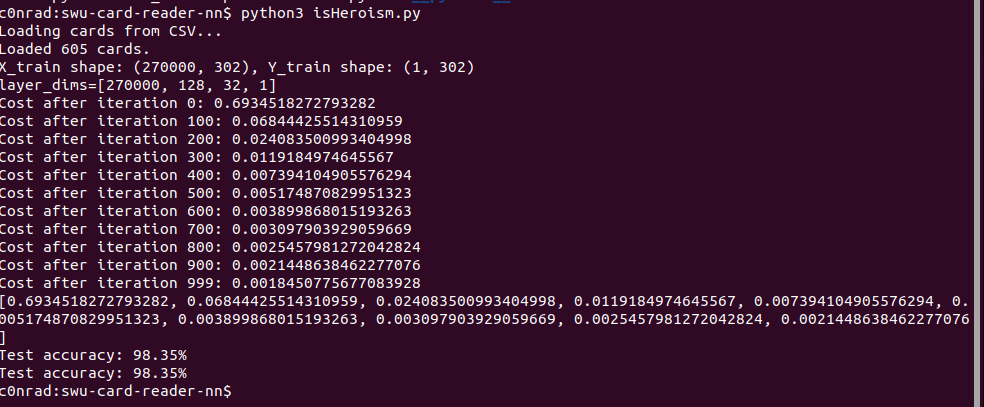 c0nrad:swu-card-reader-nn$ python3 isHeroism.py
Loading cards from CSV...
Loaded 605 cards.
X_train shape: (270000, 302), Y_train shape: (1, 302)
layer_dims=[270000, 128, 32, 1]
Cost after iteration 0: 0.6934518272793282
Cost after iteration 100: 0.06844425514310959
Cost after iteration 200: 0.024083500993404998
Cost after iteration 300: 0.0119184974645567
Cost after iteration 400: 0.007394104905576294
Cost after iteration 500: 0.005174870829951323
Cost after iteration 600: 0.003899868015193263
Cost after iteration 700: 0.003097903929059669
Cost after iteration 800: 0.0025457981272042824
Cost after iteration 900: 0.0021448638462277076
Cost after iteration 999: 0.0018450775677083928
[0.6934518272793282, 0.06844425514310959, 0.024083500993404998, 0.0119184974645567, 0.007394104905576294, 0.
005174870829951323, 0.003899868015193263, 0.003097903929059669, 0.0025457981272042824, 0.0021448638462277076
]
Test accuracy: 98.35%
Test accuracy: 98.35%
c0nrad:swu-card-reader-nn$